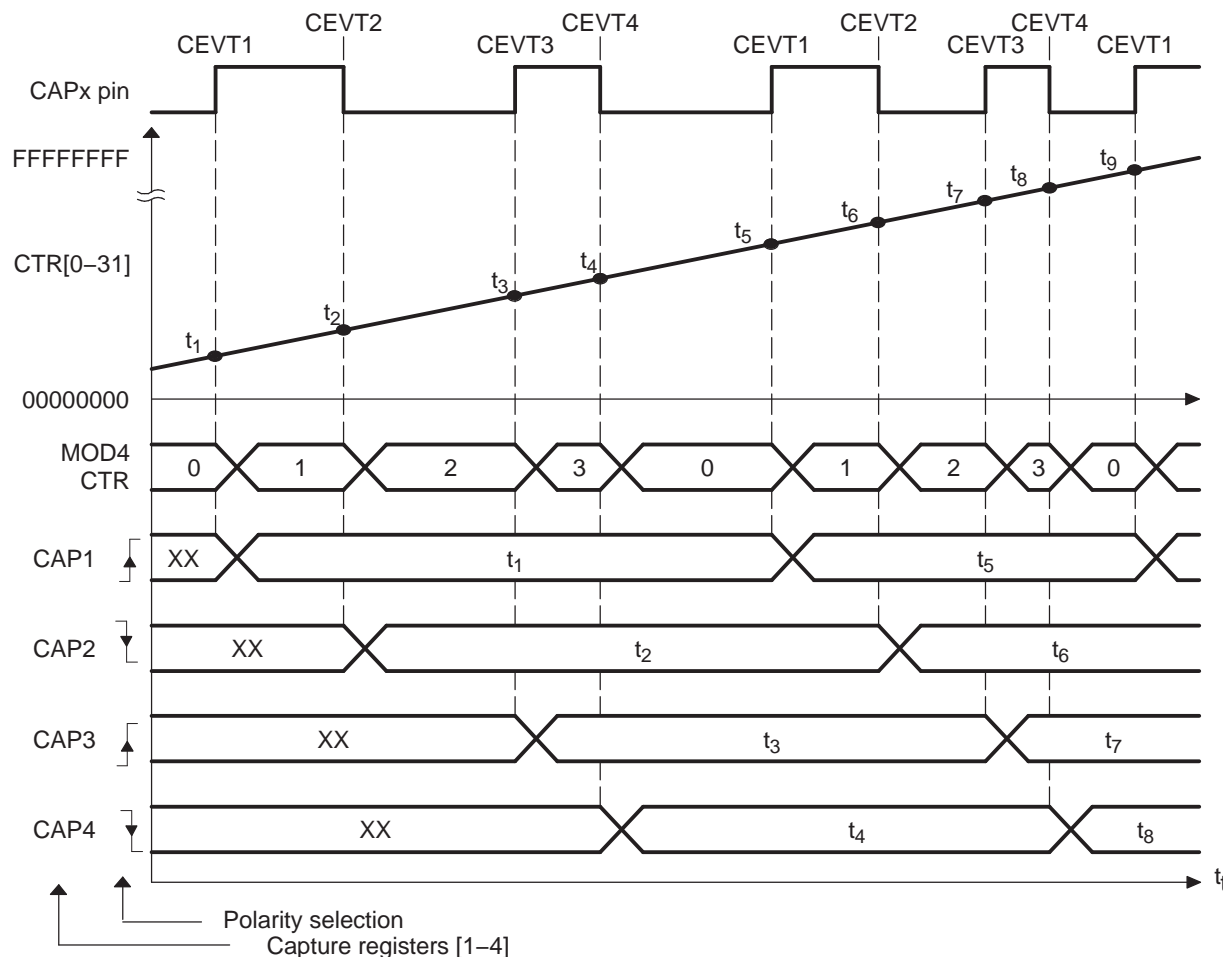 CEVT2 CEVT4 CEVT2 CEVT4
CEVT1 CEVT3 CEVT1 CEVT3 CEVT1
CAPx pin
FFFFFFFF
t9
t8
t7
t6
t5
CTR[0–31]
t4
t3
t2
t1
00000000
MOD4
CTR
0 1 2 3 0 1 2 3 0
CAP1 XX t1 t5
CAP2 XX t2 t6
CAP3 XX t3 t7
CAP4 XX t4 t8
Polarity selection
Capture registers [1–4]